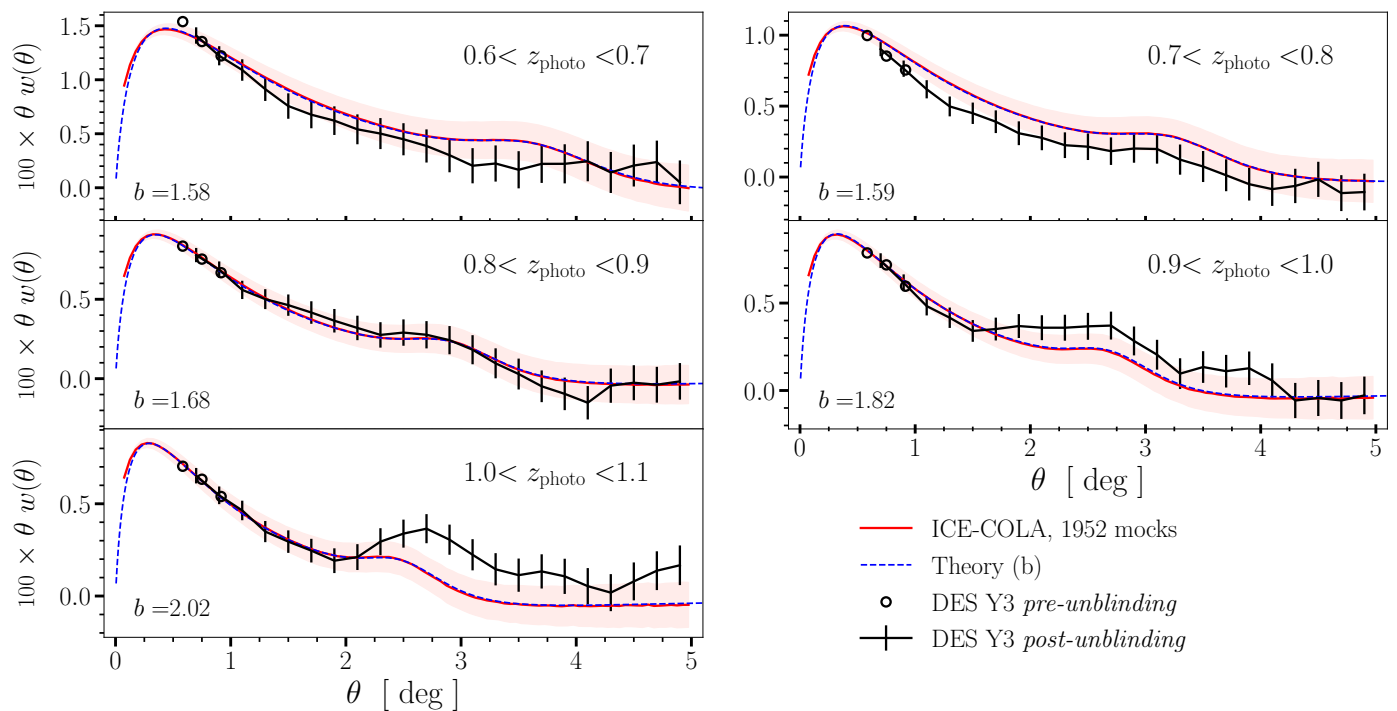 100 × θ w(θ)
1.5
1.0
0.5
0.0
0.6< z_photo <0.7
b =1.58
1.0
0.5
0.0
0.7< z_photo <0.8
b =1.59
100 × θ w(θ)
0.5
0.0
0.8< z_photo <0.9
b =1.68
0.5
0.0
0.9< z_photo <1.0
b =1.82
0 1 2 3 4 5
θ [ deg ]
100 × θ w(θ)
0.5
0.0
1.0< z_photo <1.1
b =2.02
0 1 2 3 4 5
θ [ deg ]
ICE-COLA, 1952 mocks
Theory (b)
DES Y3 pre-unblinding
DES Y3 post-unblinding